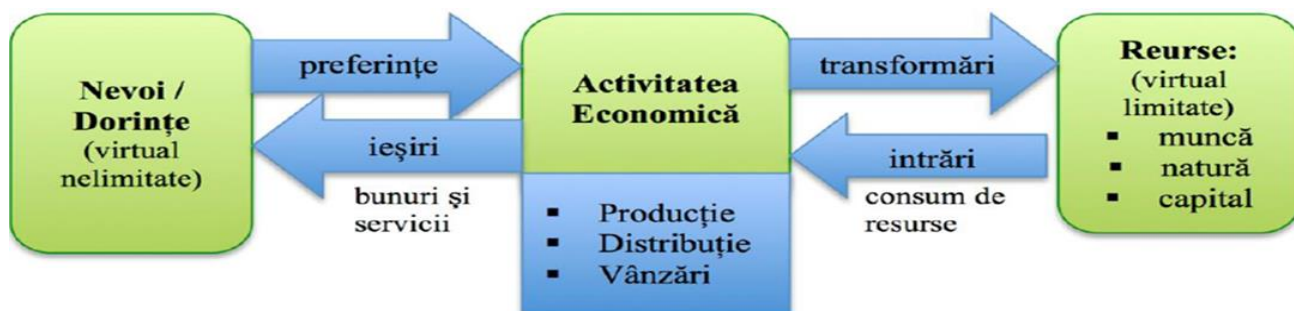 Nevoi /
Dorințe
(virtual
nelimitate)
preferințe
ieșiri
bunuri și
servicii
Activitatea
Economică
▪ Producție
▪ Distribuție
▪ Vânzări
transformări
intrări
consum de
resurse
Reurse:
(virtual
limitate)
▪ muncă
▪ natură
▪ capital